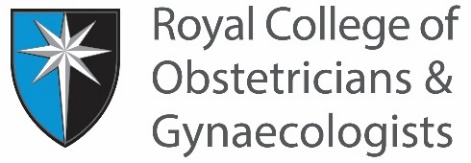 Royal College of
Obstetricians &
Gynaecologists